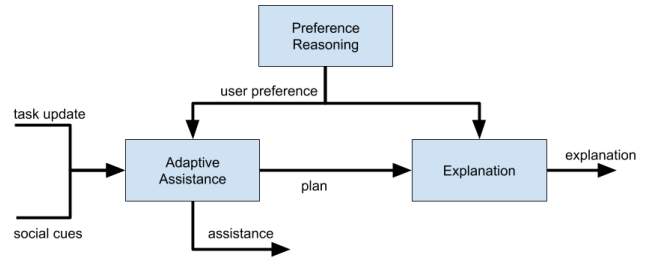 Preference
Reasoning
user preference
task update
Adaptive
Assistance
plan
Explanation
explanation
social cues
assistance